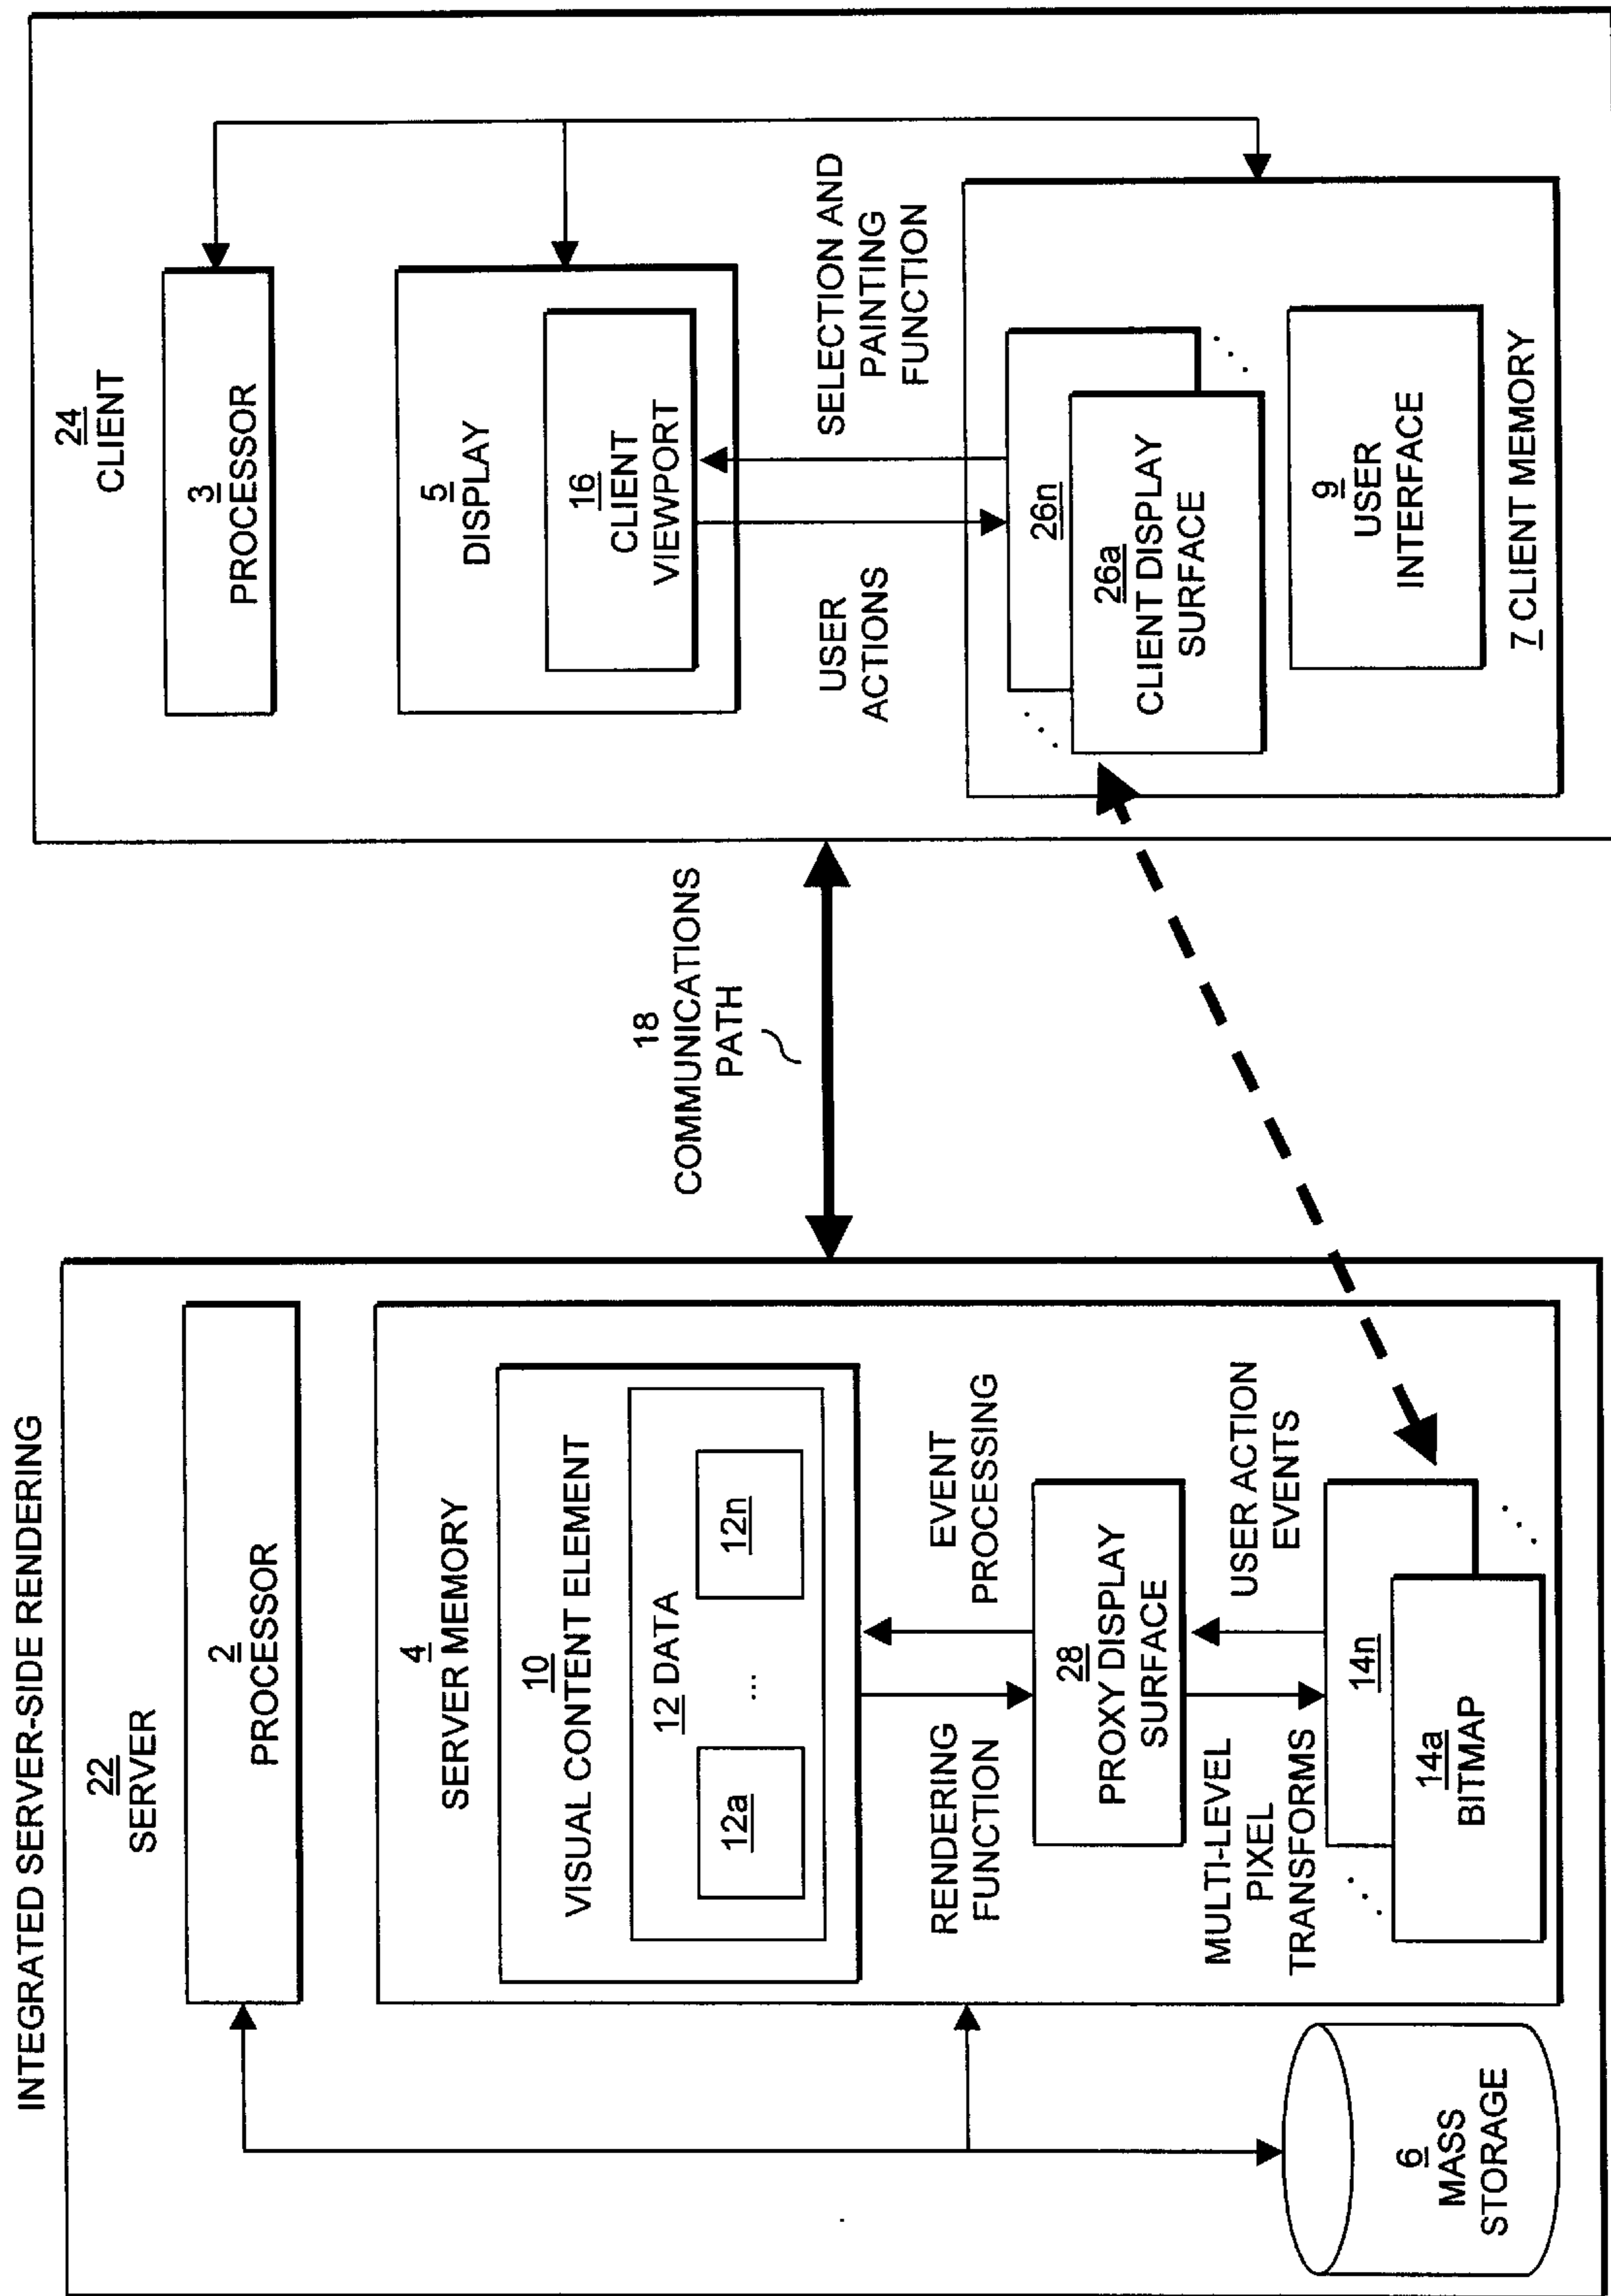 INTEGRATED SERVER-SIDE RENDERING
22
SERVER
2
PROCESSOR
4
SERVER MEMORY
10
VISUAL CONTENT ELEMENT
12 DATA
12a
...
12n
RENDERING
FUNCTION
EVENT
PROCESSING
28
PROXY DISPLAY
SURFACE
MULTI-LEVEL
PIXEL
TRANSFORMS
USER ACTION
EVENTS
14n
14a
BITMAP
6
MASS
STORAGE
18
COMMUNICATIONS
PATH
24
CLIENT
3
PROCESSOR
5
DISPLAY
16
CLIENT
VIEWPORT
USER
ACTIONS
SELECTION AND
PAINTING
FUNCTION
26n
26a
CLIENT DISPLAY
SURFACE
9
USER
INTERFACE
7 CLIENT MEMORY